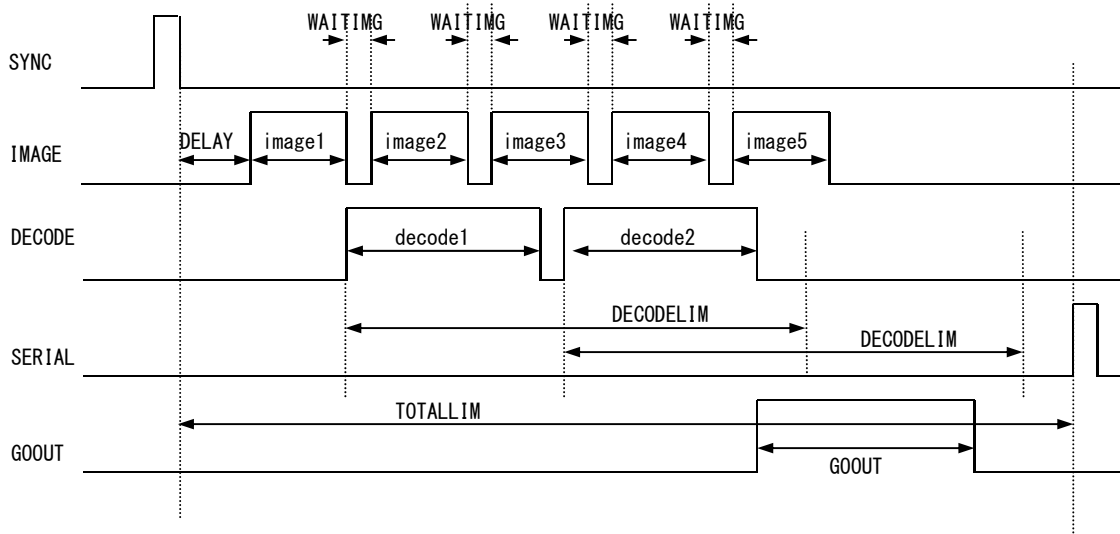 WAITIMG WAITIMG WAITIMG WAITIMG
SYNC
DELAY image1 image2 image3 image4 image5
IMAGE
DECODE
decode1 decode2
DECODELIM
DECODELIM
SERIAL
TOTALLIM
GOOUT
GOOUT